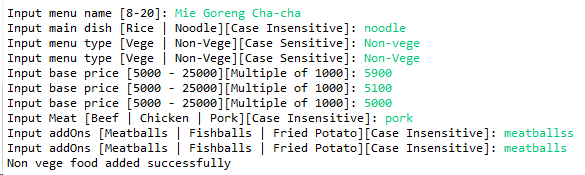 Input menu name [8-20]: Mie Goreng Cha-cha
Input main dish [Rice | Noodle][Case Insensitive]: noodle
Input menu type [Vege | Non-Vege][Case Sensitive]: Non-vege
Input menu type [Vege | Non-Vege][Case Sensitive]: Non-Vege
Input base price [5000 - 25000][Multiple of 1000]: 5900
Input base price [5000 - 25000][Multiple of 1000]: 5100
Input base price [5000 - 25000][Multiple of 1000]: 5000
Input Meat [Beef | Chicken | Pork][Case Insensitive]: pork
Input addOns [Meatballs | Fishballs | Fried Potato][Case Insensitive]: meatballss
Input addOns [Meatballs | Fishballs | Fried Potato][Case Insensitive]: meatballs
Non vege food added successfully